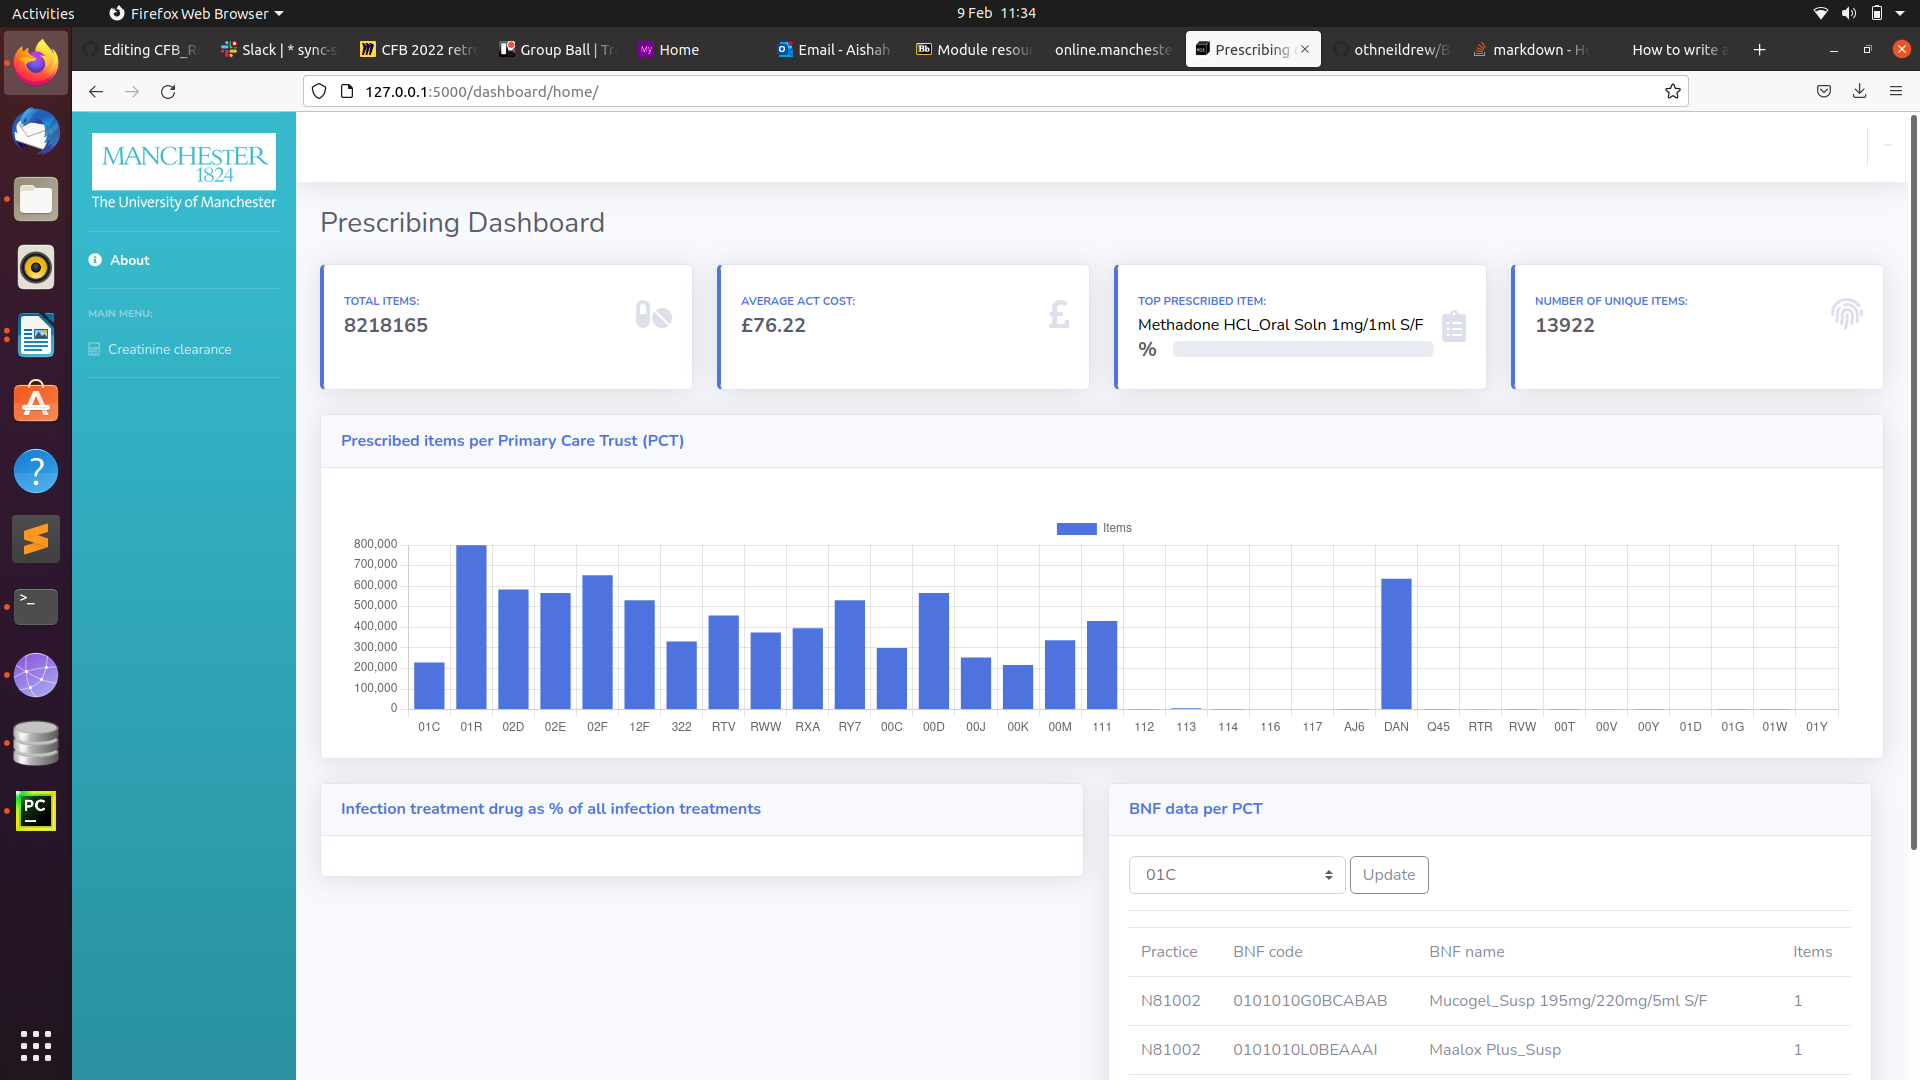 Activities
Firefox Web Browser
9 Feb 11:34
Editing CFB_R
Slack | * sync-s
CFB 2022 retr
Group Ball | Tr
My Home
Email - Aishah
Bb Module resou
online.mancheste
Prescribing
othneildrew/B
markdown - H
How to write a
127.0.0.1:5000/dashboard/home/
MANCHESTER
1824
The University of Manchester
About
MAIN MENU:
Creatinine clearance
Prescribing Dashboard
TOTAL ITEMS:
8218165
AVERAGE ACT COST:
£76.22
£
TOP PRESCRIBED ITEM:
Methadone HCl_Oral Soln 1mg/1ml S/F
%
NUMBER OF UNIQUE ITEMS:
13922
Prescribed items per Primary Care Trust (PCT)
Items
800,000
700,000
600,000
500,000
400,000
300,000
200,000
100,000
0
01C 01R 02D 02E 02F 12F 322 RTV RWW RXA RY7 00C 00D 00J 00K 00M 111 112 113 114 116 117 AJ6 DAN Q45 RTR RVW 00T 00V 00Y 01D 01G 01W 01Y
Infection treatment drug as % of all infection treatments
BNF data per PCT
01C
Update
Practice BNF code BNF name Items
N81002 0101010G0BCABAB Mucogel_Susp 195mg/220mg/5ml S/F 1
N81002 0101010L0BEAAAI Maalox Plus_Susp 1
PC